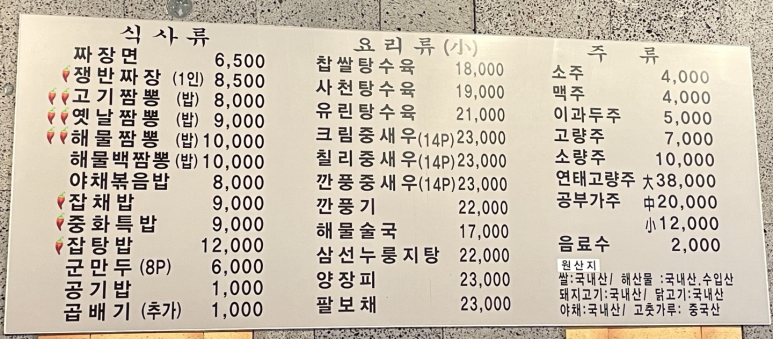 식사류
짜장면 6,500
쟁반짜장 (1인) 8,500
고기짬뽕 (밥) 8,000
옛날짬뽕 (밥) 9,000
해물짬뽕 (밥) 10,000
해물백짬뽕 (밥) 10,000
야채볶음밥 8,000
잡채밥 9,000
중화특밥 9,000
잡탕밥 12,000
군만두 (8P) 6,000
공기밥 1,000
곱배기 (추가) 1,000
요리류 (小)
찹쌀탕수육 18,000
사천탕수육 19,000
유린탕수육 21,000
크림중새우 (14P) 23,000
칠리중새우 (14P) 23,000
깐풍중새우 (14P) 23,000
깐풍기 22,000
해물술국 17,000
삼선누룽지탕 22,000
양장피 23,000
팔보채 23,000
주류
소주 4,000
맥주 4,000
이과두주 5,000
고량주 7,000
소량주 10,000
연태고량주 大 38,000
공부가주 中 20,000
小 12,000
음료수 2,000
원산지
쌀:국내산/ 해산물 :국내산,수입산
돼지고기:국내산/ 닭고기:국내산
야채:국내산/ 고춧가루: 중국산